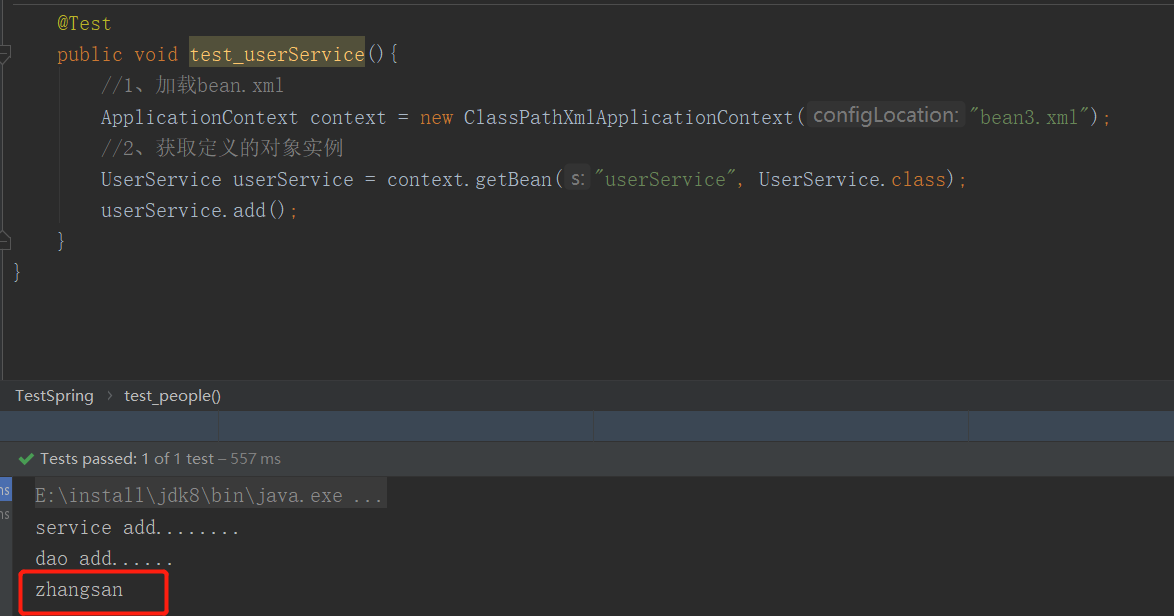 @Test
public void test_userService(){
//1、加载bean.xml
ApplicationContext context = new ClassPathXmlApplicationContext( configLocation: "bean3.xml");
//2、获取定义的对象实例
UserService userService = context.getBean( s: "userService", UserService.class);
userService.add();
}
}
TestSpring > test_people()
Tests passed: 1 of 1 test – 557 ms
ns
E:\install\jdk8\bin\java.exe ...
ns
service add........
dao add......
zhangsan